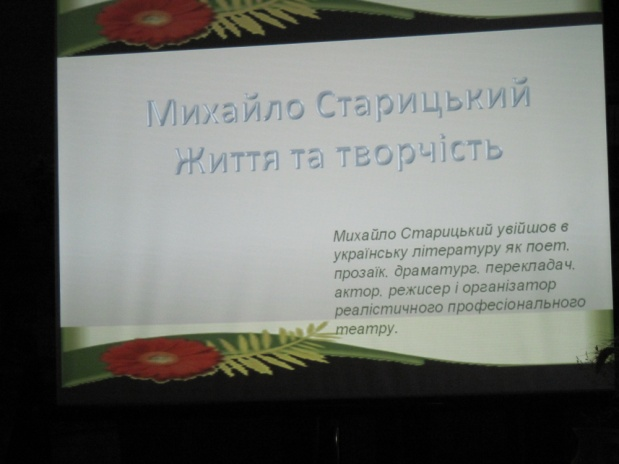 Михайло Старицький
Життя та творчість
Михайло Старицький увійшов в
українську літературу як поет,
прозаїк, драматург, перекладач,
актор, режисер і організатор
реалістичного професіонального
театру.